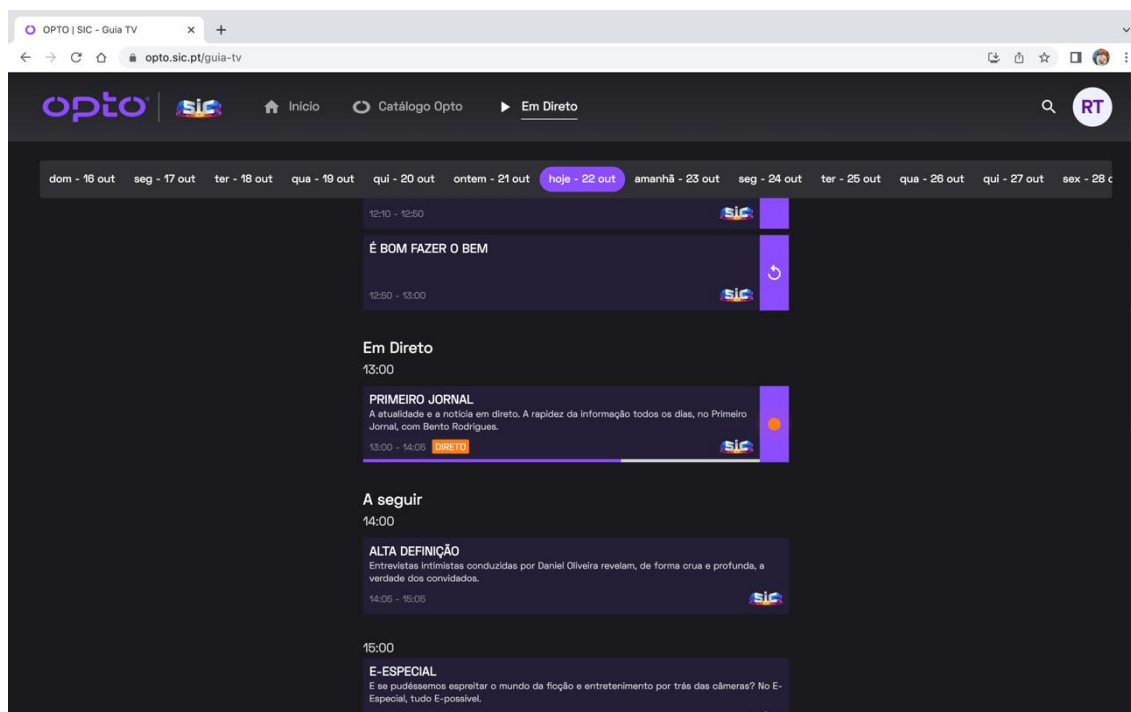 OPTO | SIC - Guia TV
opto.sic.pt/guia-tv
opto SiC Início Catálogo Opto Em Direto RT
dom - 16 out seg - 17 out ter - 18 out qua - 19 out qui - 20 out ontem - 21 out hoje - 22 out amanhã - 23 out seg - 24 out ter - 25 out qua - 26 out qui - 27 out sex - 28
12:10 - 12:50 SiC
É BOM FAZER O BEM
12:50 - 13:00 SiC
Em Direto
13:00
PRIMEIRO JORNAL
A atualidade e a notícia em direto. A rapidez da informação todos os dias, no Primeiro
Jornal, com Bento Rodrigues.
13:00 - 14:05 DIRETO SiC
A seguir
14:00
ALTA DEFINIÇÃO
Entrevistas intimistas conduzidas por Daniel Oliveira revelam, de forma crua e profunda, a
verdade dos convidados.
14:05 - 15:05 SiC
15:00
E-ESPECIAL
E se pudéssemos espreitar o mundo da ficção e entretenimento por trás das câmeras? No E-
Especial, tudo E-possível.